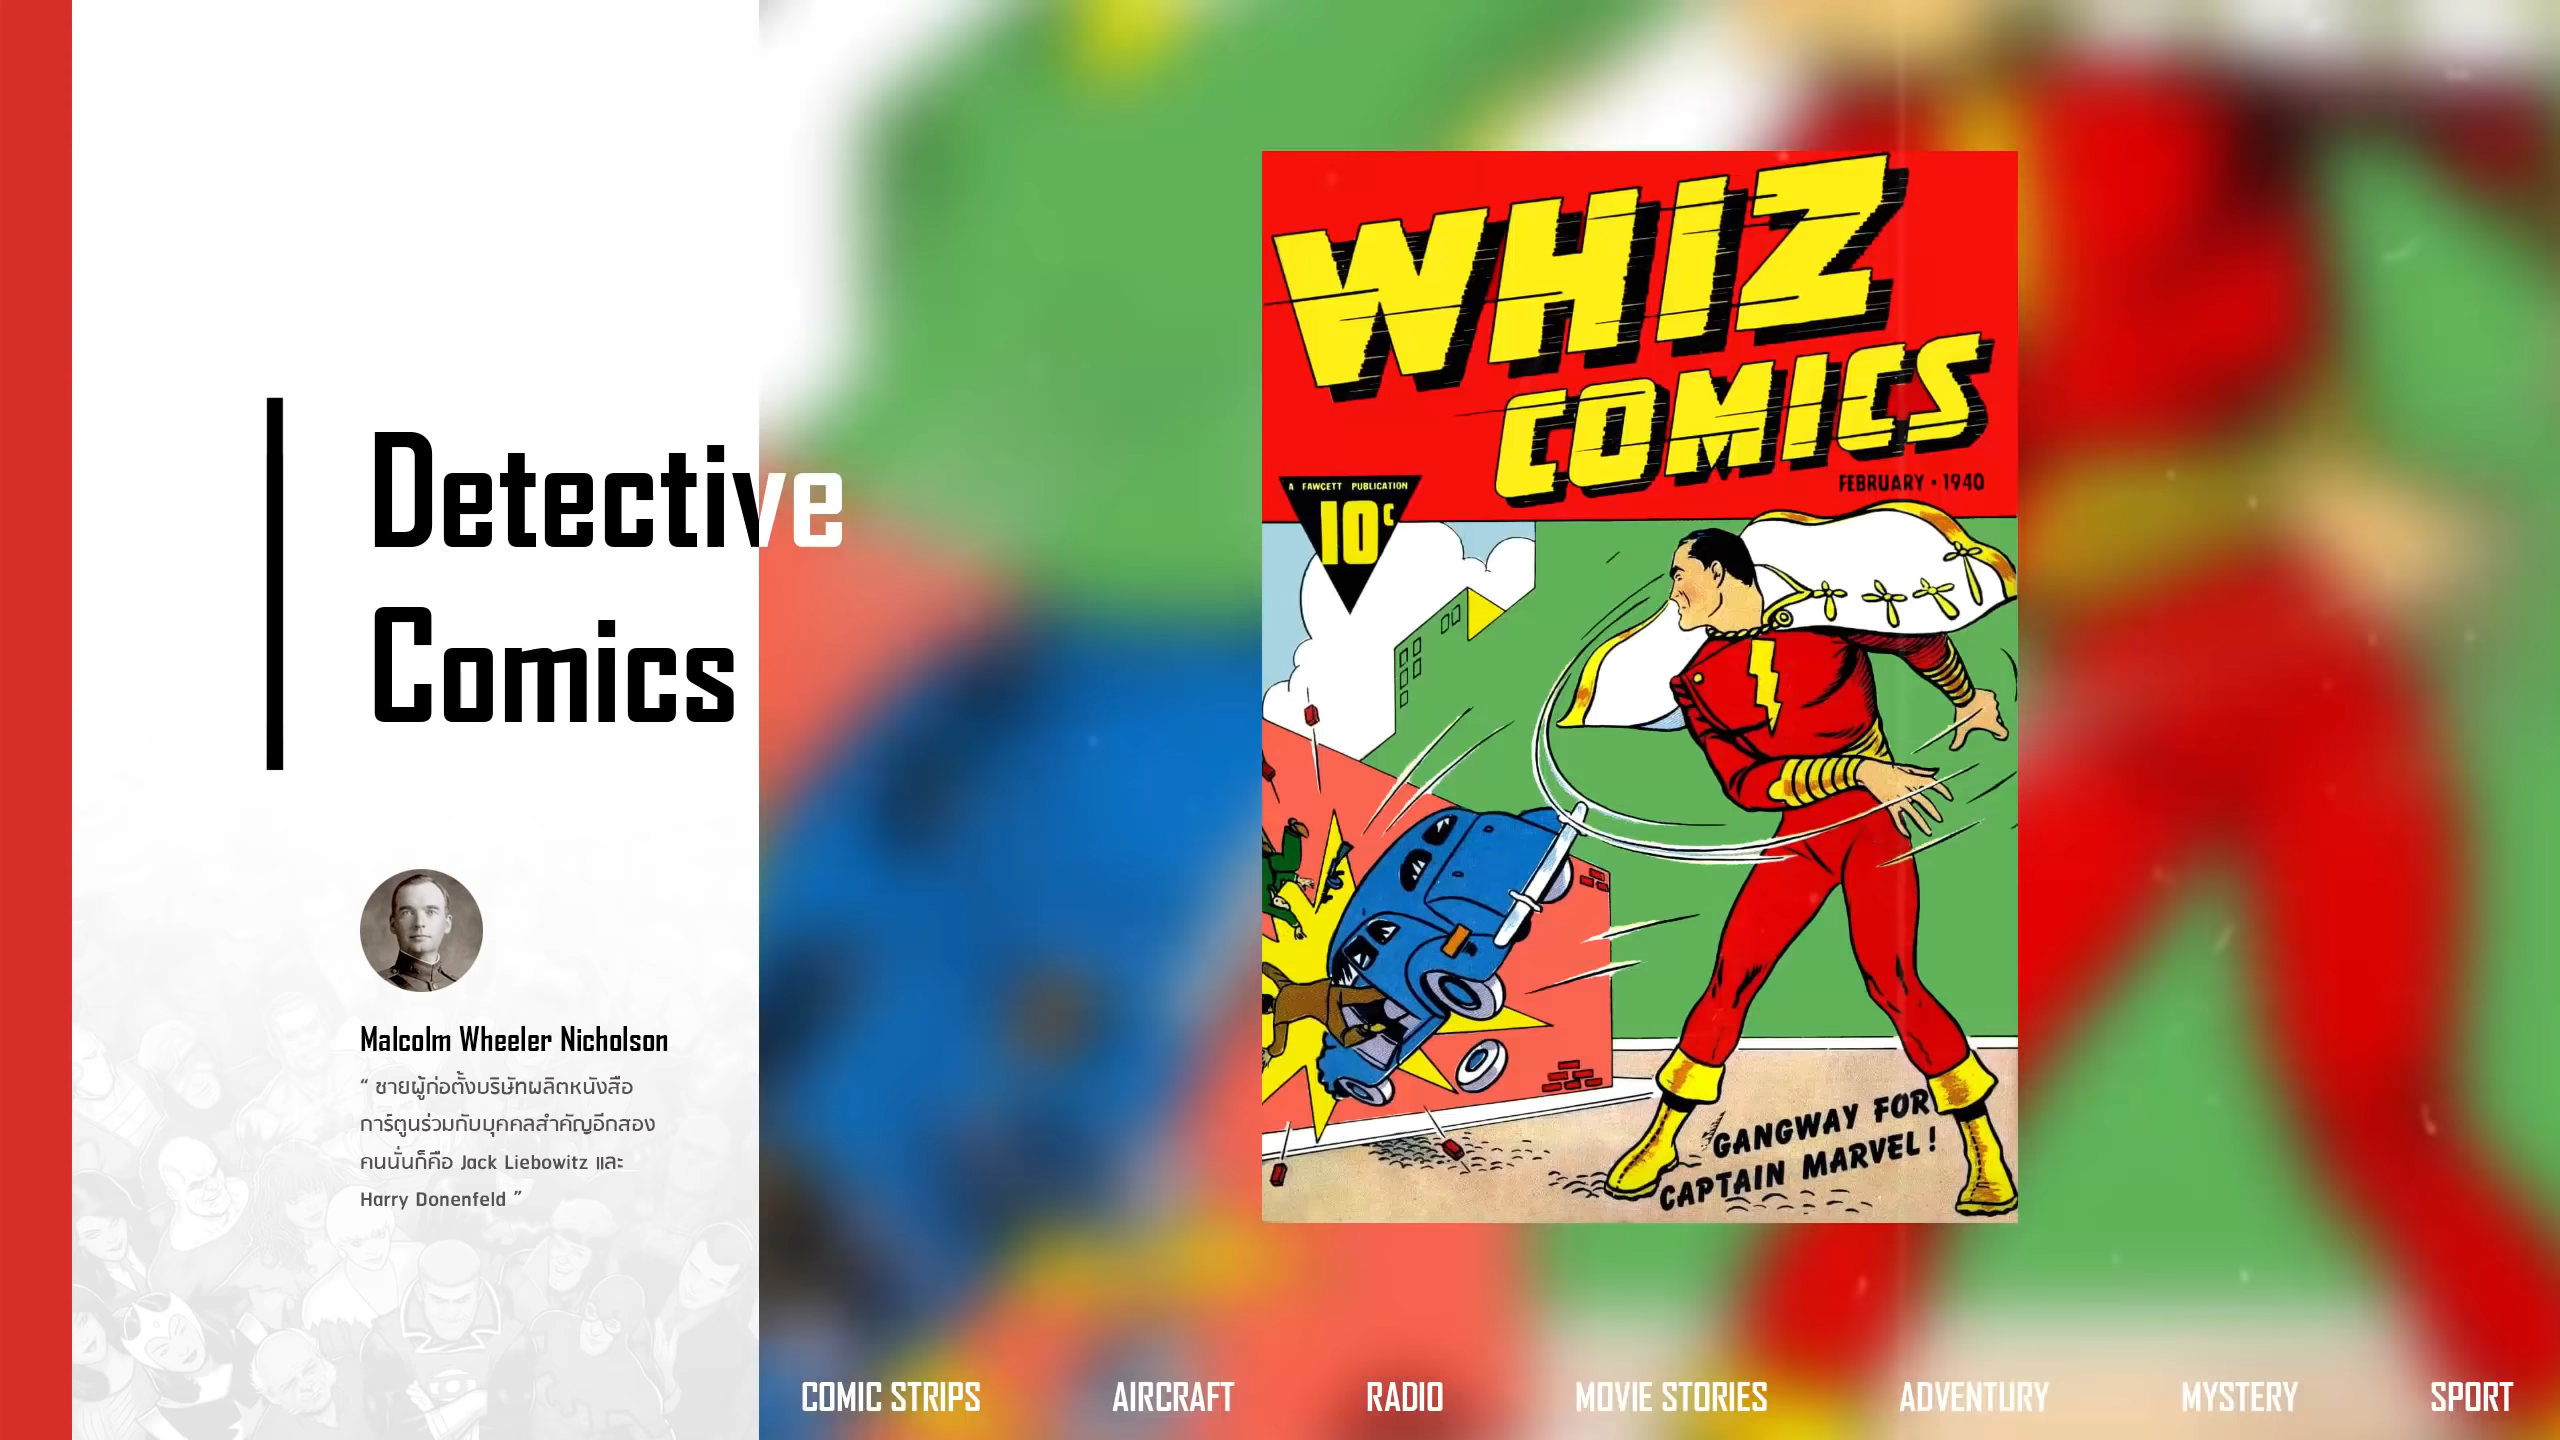 Detective
Comics
Malcolm Wheeler Nicholson
“ ชายผู้ก่อตั้งบริษัทผลิตหนังสือ
การ์ตูนร่วมกับบุคคลสำคัญอีกสอง
คนนั่นก็คือ Jack Liebowitz และ
Harry Donenfeld ”
WHIZ
COMICS
FEBRUARY • 1940
A FAWCETT PUBLICATION
10¢
GANGWAY FOR
CAPTAIN MARVEL!
COMIC STRIPS AIRCRAFT RADIO MOVIE STORIES ADVENTURY MYSTERY SPORT